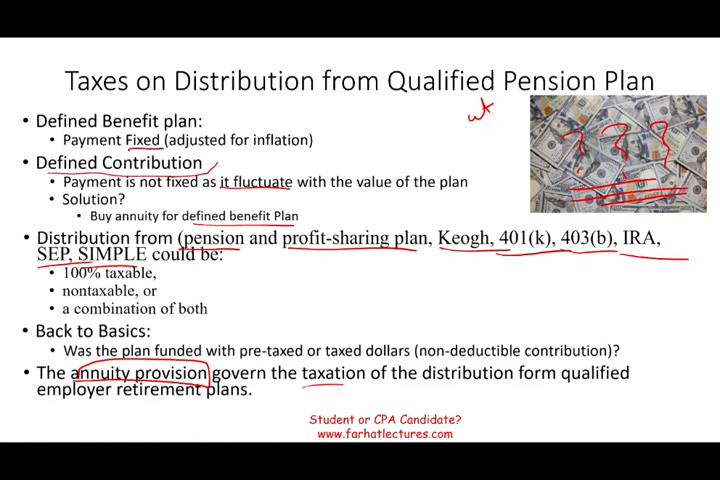 Taxes on Distribution from Qualified Pension Plan
• Defined Benefit plan:
• Payment Fixed (adjusted for inflation)
• Defined Contribution
• Payment is not fixed as it fluctuate with the value of the plan
• Solution?
• Buy annuity for defined benefit Plan
• Distribution from (pension and profit-sharing plan, Keogh, 401(k), 403(b), IRA,
SEP, SIMPLE could be:
• 100% taxable,
• nontaxable, or
• a combination of both
• Back to Basics:
• Was the plan funded with pre-taxed or taxed dollars (non-deductible contribution)?
• The annuity provision govern the taxation of the distribution form qualified
employer retirement plans.
Student or CPA Candidate?
www.farhatlectures.com